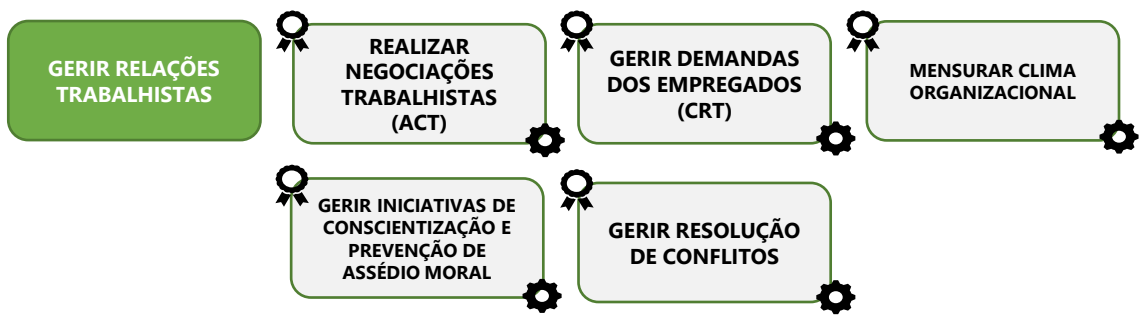 GERIR RELAÇÕES
TRABALHISTAS
REALIZAR
NEGOCIAÇÕES
TRABALHISTAS
(ACT)
GERIR DEMANDAS
DOS EMPREGADOS
(CRT)
MENSURAR CLIMA
ORGANIZACIONAL
GERIR INICIATIVAS DE
CONSCIENTIZAÇÃO E
PREVENÇÃO DE
ASSÉDIO MORAL
GERIR RESOLUÇÃO
DE CONFLITOS